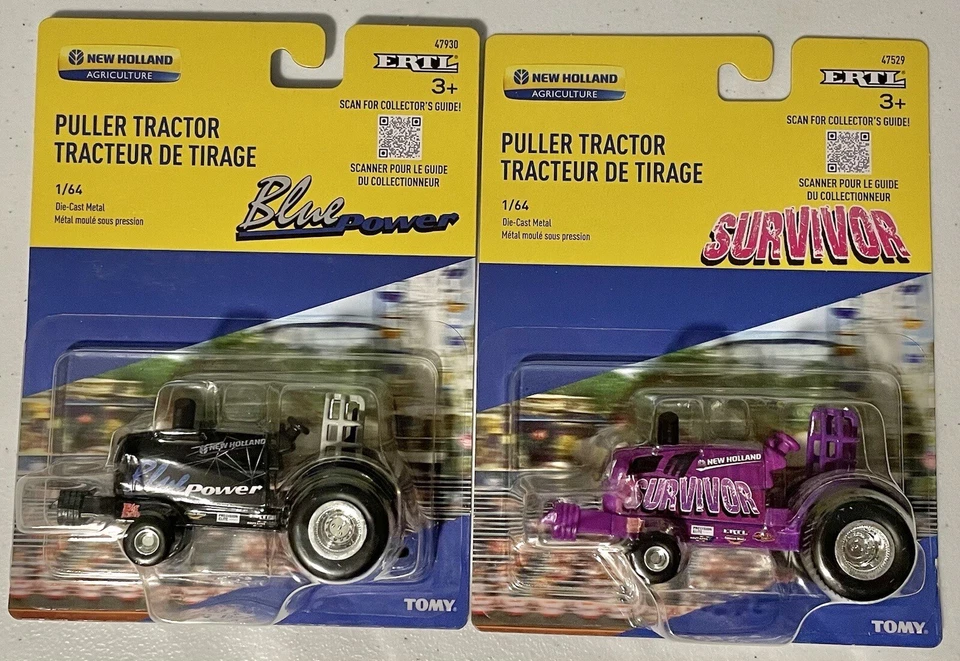 NEW HOLLAND
AGRICULTURE
47930
ERTL
3+
SCAN FOR COLLECTOR'S GUIDE!
PULLER TRACTOR
TRACTEUR DE TIRAGE
SCANNER POUR LE GUIDE
DU COLLECTIONNEUR
1/64
Die-Cast Metal
Métal moulé sous pression
Blue Power
NEW HOLLAND
Blue Power
TOMY
NEW HOLLAND
AGRICULTURE
47529
ERTL
3+
SCAN FOR COLLECTOR'S GUIDE!
PULLER TRACTOR
TRACTEUR DE TIRAGE
SCANNER POUR LE GUIDE
DU COLLECTIONNEUR
1/64
Die-Cast Metal
Métal moulé sous pression
SURVIVOR
NEW HOLLAND
SURVIVOR
ERTL
TOMY